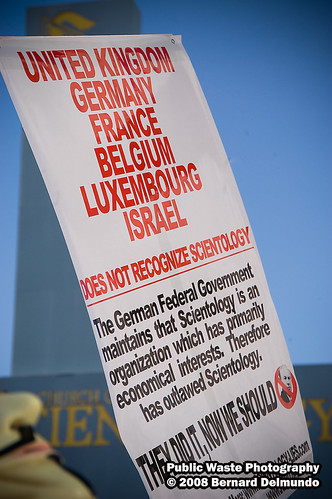 UNITED KINGDOM
GERMANY
FRANCE
BELGIUM
LUXEMBOURG
ISRAEL
DOES NOT RECOGNIZE SCIENTOLOGY
The German Federal Government
maintains that Scientology is an
organization which has primarily
economical interests. Therefore
has outlawed Scientology.
THEY DO IT, NOW WE SHOULD
CHURCH
Public Waste Photography
© 2008 Bernard Delmundo